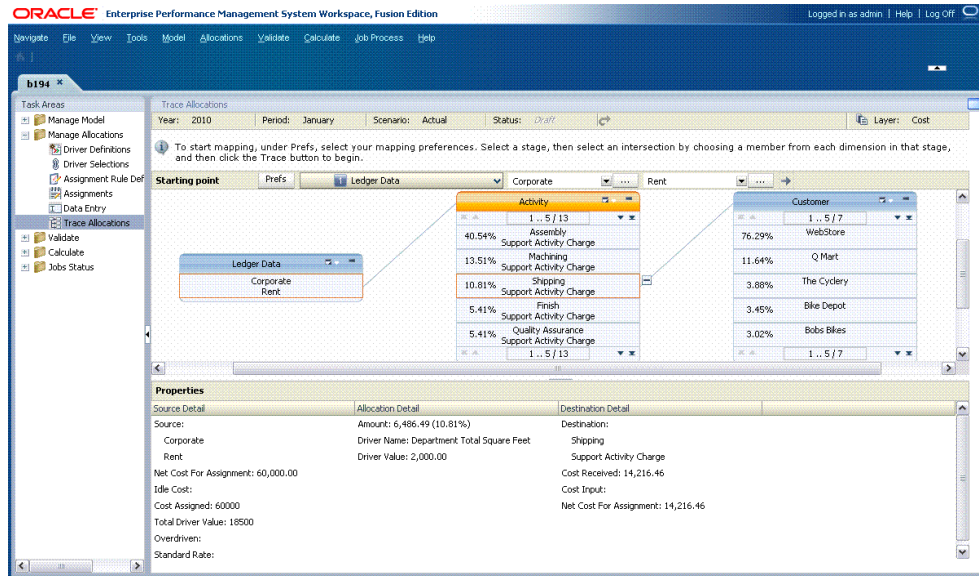 ORACLE Enterprise Performance Management System Workspace, Fusion Edition
Logged in as admin | Help | Log Off
Navigate File View Tools Model Allocations Validate Calculate Job Process Help
b194 ×
Task Areas
Manage Model
Manage Allocations
Driver Definitions
Driver Selections
Assignment Rule Def
Assignments
Data Entry
Trace Allocations
Validate
Calculate
Jobs Status
Trace Allocations
Year: 2010 Period: January Scenario: Actual Status: Draft Layer: Cost
To start mapping, under Prefs, select your mapping preferences. Select a stage, then select an intersection by choosing a member from each dimension in that stage,
and then click the Trace button to begin.
Starting point Prefs 1 Ledger Data Corporate ... Rent ...
Ledger Data
Corporate
Rent
Activity
1 .. 5 / 13
40.54% Assembly
Support Activity Charge
13.51% Machining
Support Activity Charge
10.81% Shipping
Support Activity Charge
5.41% Finish
Support Activity Charge
5.41% Quality Assurance
Support Activity Charge
1 .. 5 / 13
Customer
1 .. 5 / 7
76.29% WebStore
11.64% Q Mart
3.88% The Cyclery
3.45% Bike Depot
3.02% Bobs Bikes
1 .. 5 / 7
Properties
Source Detail
Source:
Corporate
Rent
Net Cost For Assignment: 60,000.00
Idle Cost:
Cost Assigned: 60000
Total Driver Value: 18500
Overdriven:
Standard Rate:
Allocation Detail
Amount: 6,486.49 (10.81%)
Driver Name: Department Total Square Feet
Driver Value: 2,000.00
Destination Detail
Destination:
Shipping
Support Activity Charge
Cost Received: 14,216.46
Cost Input:
Net Cost For Assignment: 14,216.46